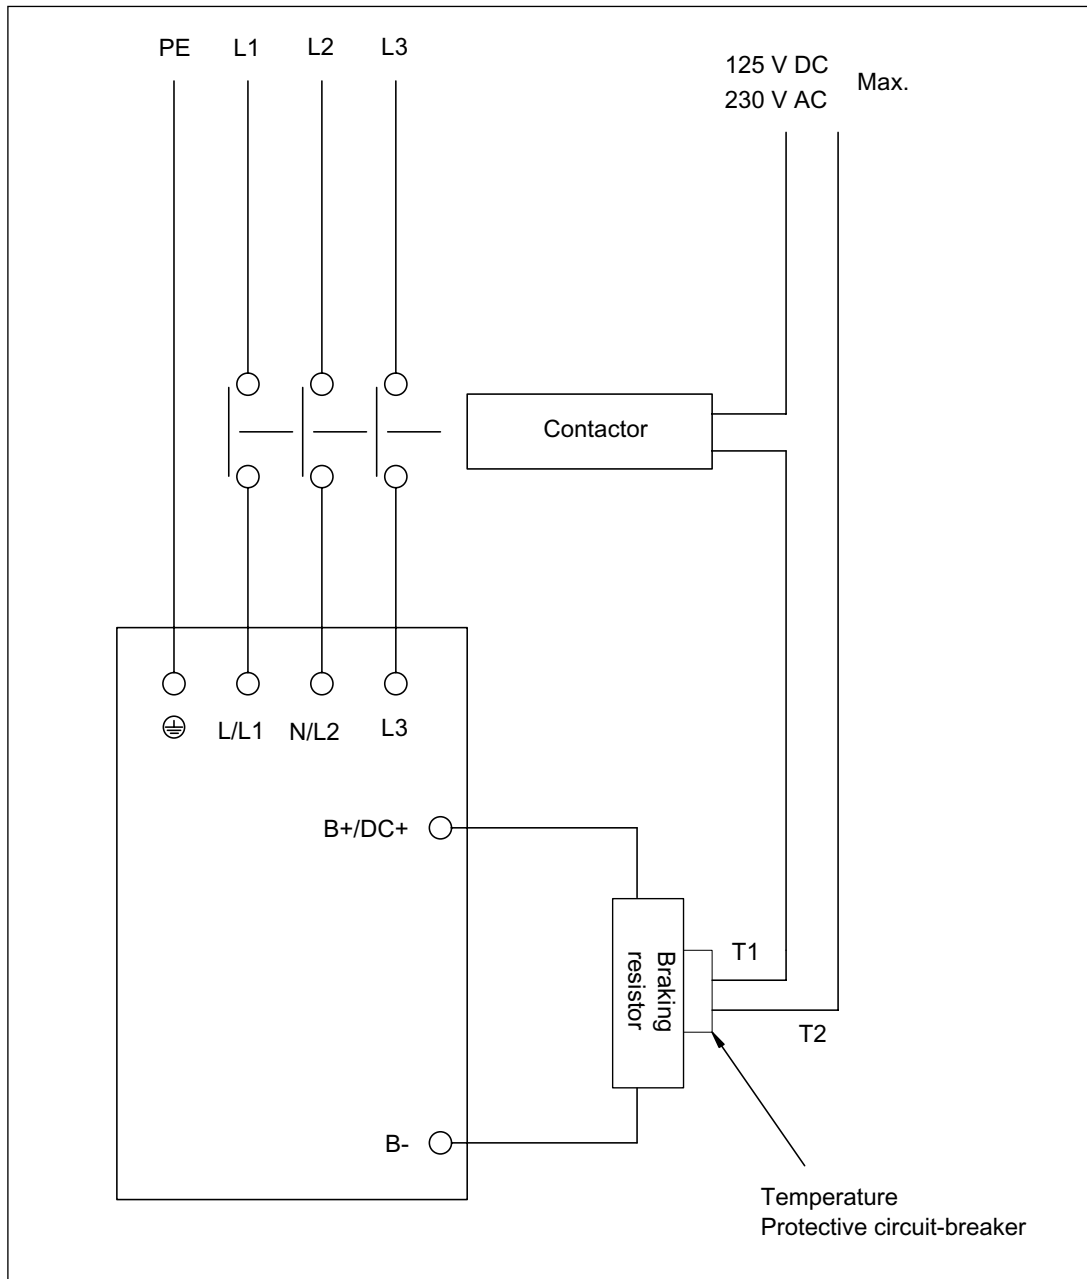 PE
L1
L2
L3
125 V DC
230 V AC
Max.
Contactor
L/L1
N/L2
L3
B+/DC+
Braking
resistor
T1
T2
B-
Temperature
Protective circuit-breaker